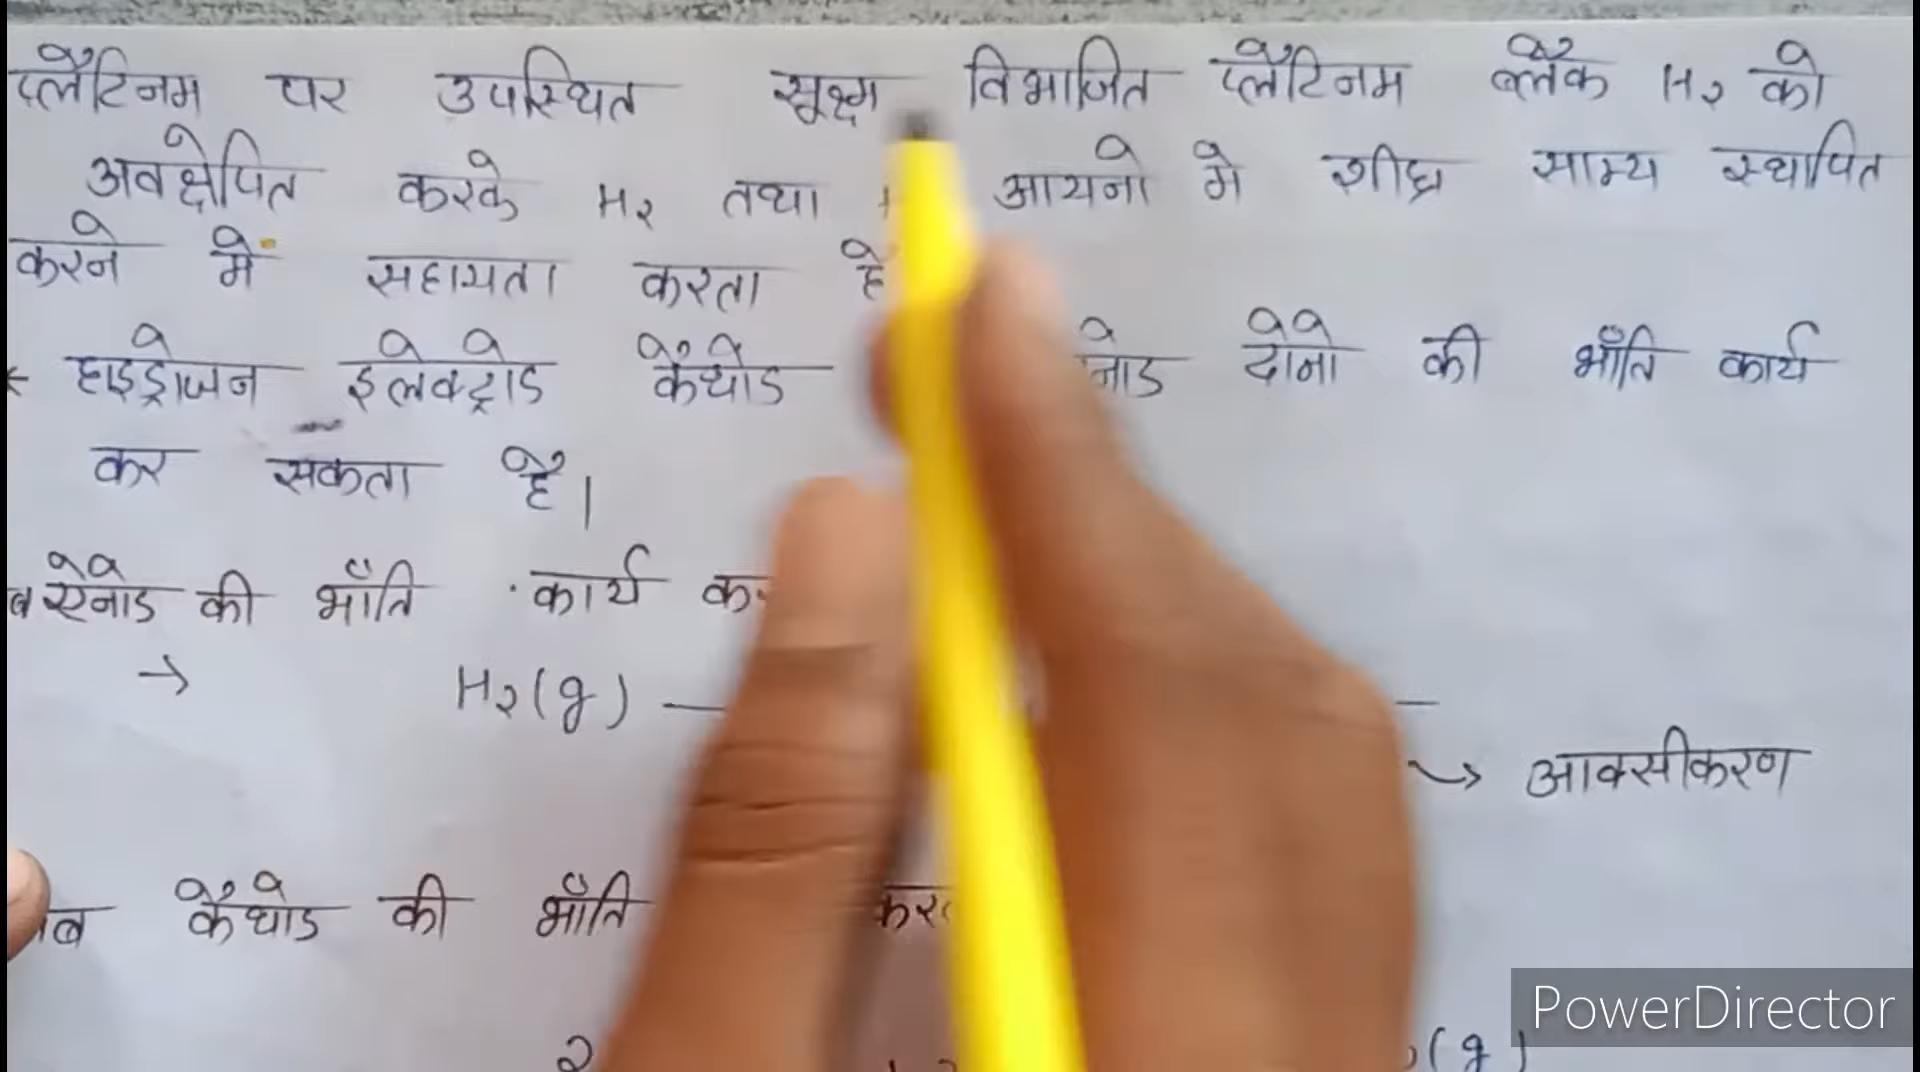 प्लैटिनम पर उपस्थित सूक्ष्म विभाजित प्लैटिनम ब्लैक H2 को
अवक्षेपित करके H2 तथा आयनो मे शीघ्र साम्य स्थापित
करने में सहायता करता है
हाइड्रोजन इलेक्ट्रोड कैथोड दोनो की भाँति कार्य
कर सकता है।
ऐनोड की भाँति कार्य
→ H2(g) —
→ आक्सीकरण
कैथोड की भाँति
2 (g)
PowerDirector